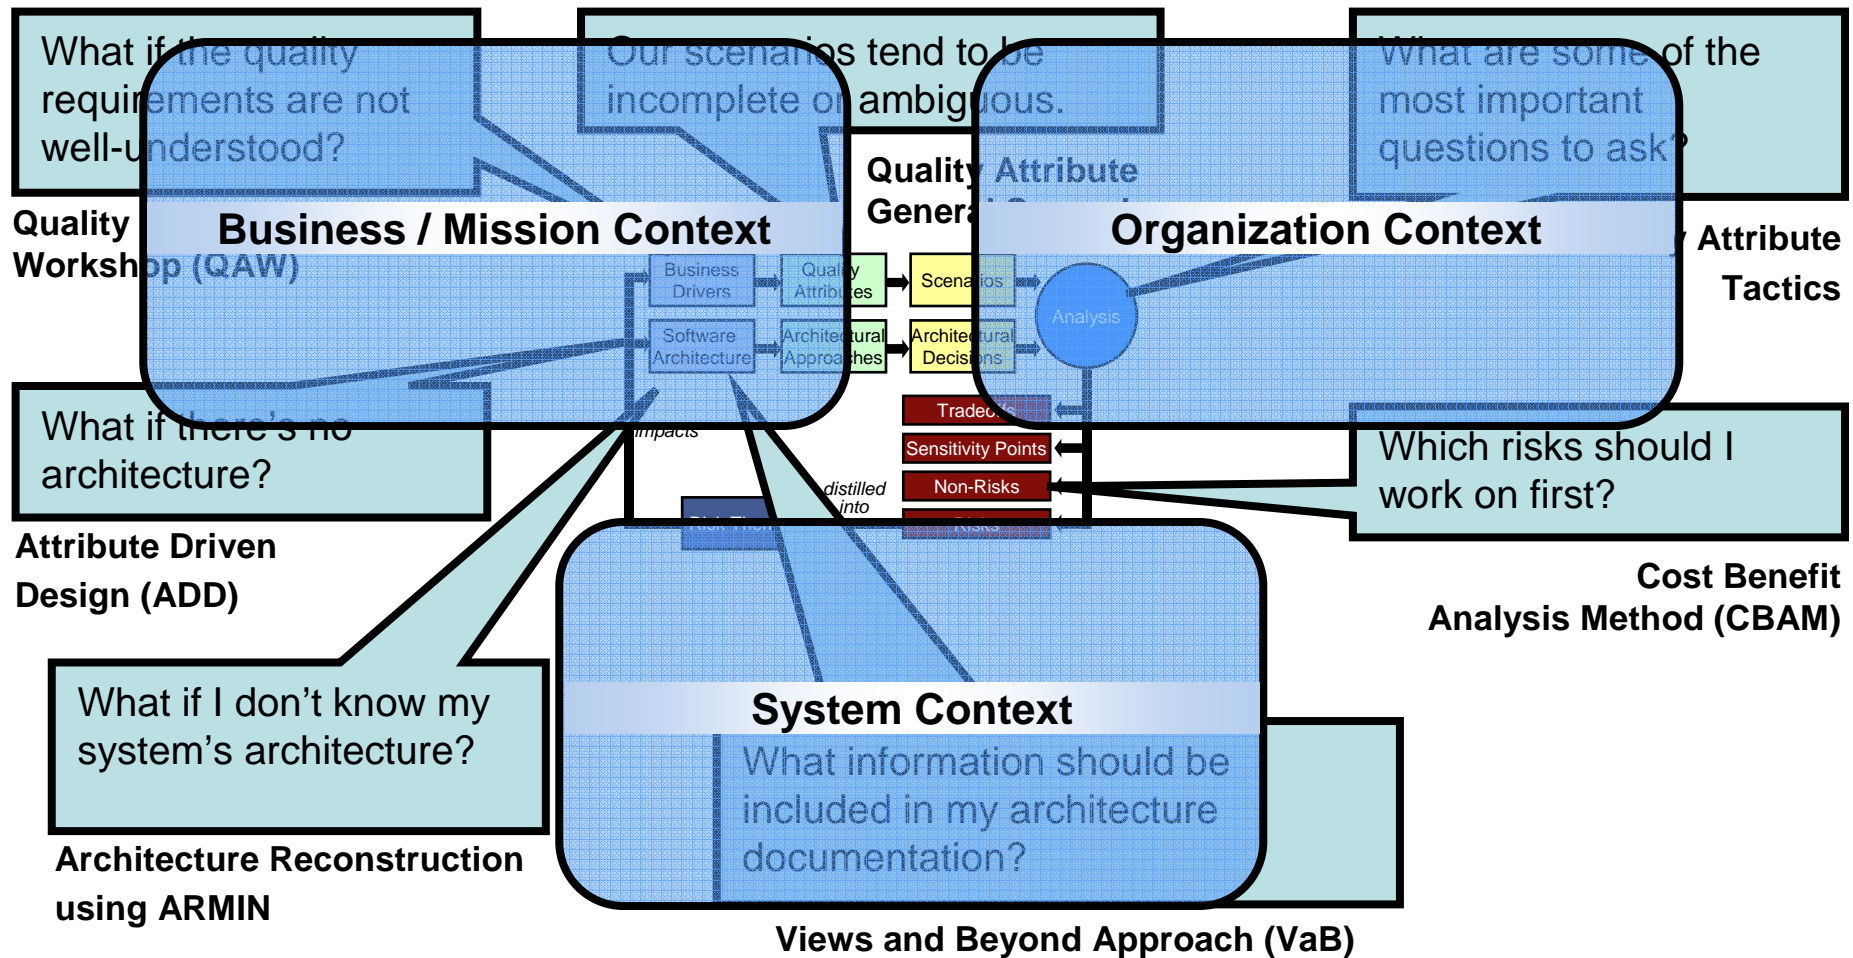 What if the quality
requirements are not
well-understood?
Our scenarios tend to be
incomplete or ambiguous.
What are some of the
most important
questions to ask?
Quality
Workshop (QAW)
Quality Attribute
General
Attribute
Tactics
Business / Mission Context
Organization Context
Business
Drivers
Quality
Attributes
Scenarios
Analysis
Software
Architecture
Architectural
Approaches
Architectural
Decisions
Tradeoffs
Sensitivity Points
Non-Risks
Risks
impacts
distilled
into
Risk Themes
What if there's no
architecture?
Attribute Driven
Design (ADD)
Which risks should I
work on first?
Cost Benefit
Analysis Method (CBAM)
What if I don't know my
system's architecture?
Architecture Reconstruction
using ARMIN
System Context
What information should be
included in my architecture
documentation?
Views and Beyond Approach (VaB)